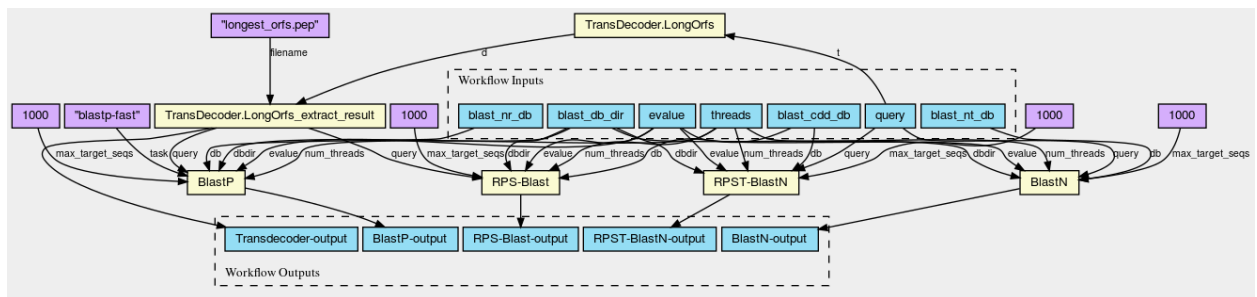 "longest_orfs.pep"
TransDecoder.LongOrfs
filename
d
t
Workflow Inputs
1000
"blastp-fast"
TransDecoder.LongOrfs_extract_result
1000
blast_nr_db
blast_db_dir
evalue
threads
blast_cdd_db
query
blast_nt_db
1000
1000
max_target_seqs
task
query
db
dbdir
evalue
num_threads
query
max_target_seqs
dbdir
evalue
num_threads
db
dbdir
evalue
num_threads
db
query
max_target_seqs
dbdir
evalue
num_threads
query
db
max_target_seqs
BlastP
RPS-Blast
RPST-BlastN
BlastN
Transdecoder-output
BlastP-output
RPS-Blast-output
RPST-BlastN-output
BlastN-output
Workflow Outputs